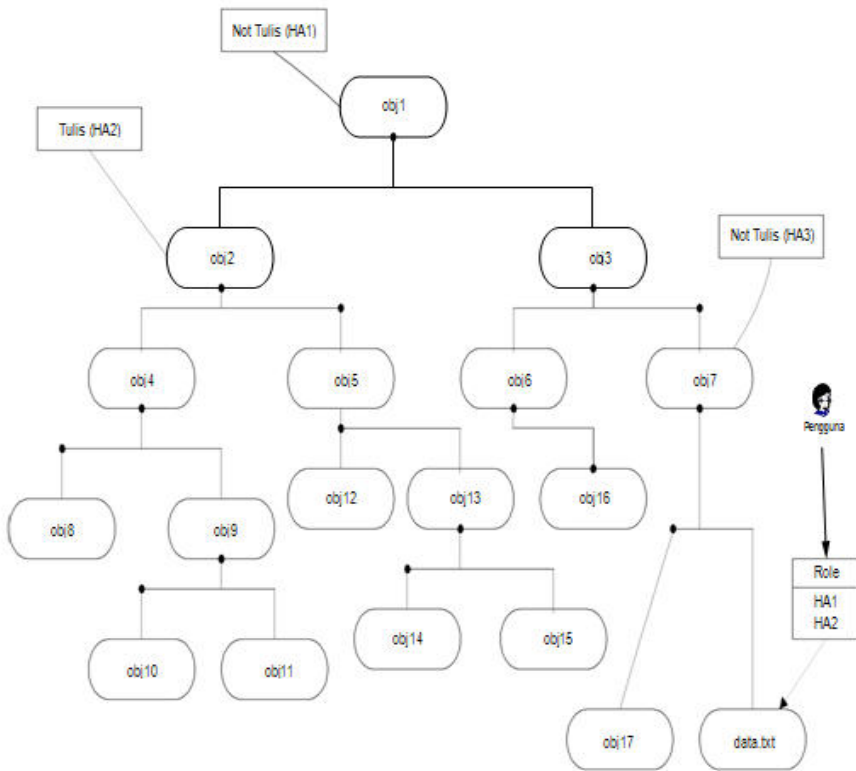 Not Tulis (HA1)
obj1
Tulis (HA2)
obj2
obj3
Not Tulis (HA3)
obj4
obj5
obj6
obj7
Pengguna
obj8
obj9
obj12
obj13
obj16
Role
HA1
HA2
obj10
obj11
obj14
obj15
obj17
data.txt